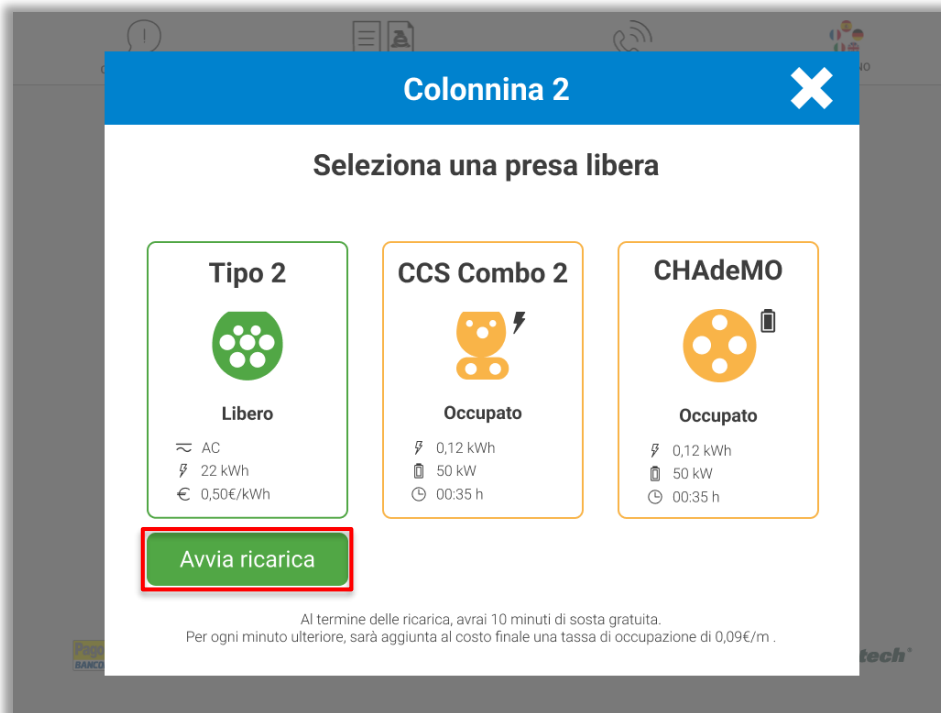 Colonnina 2
Seleziona una presa libera
Tipo 2
Libero
AC
22 kWh
0,50€/kWh
CCS Combo 2
Occupato
0,12 kWh
50 kW
00:35 h
CHAdeMO
Occupato
0,12 kWh
50 kW
00:35 h
Avvia ricarica
Al termine delle ricarica, avrai 10 minuti di sosta gratuita.
Per ogni minuto ulteriore, sarà aggiunta al costo finale una tassa di occupazione di 0,09€/m .
Pago
BANCO
tech